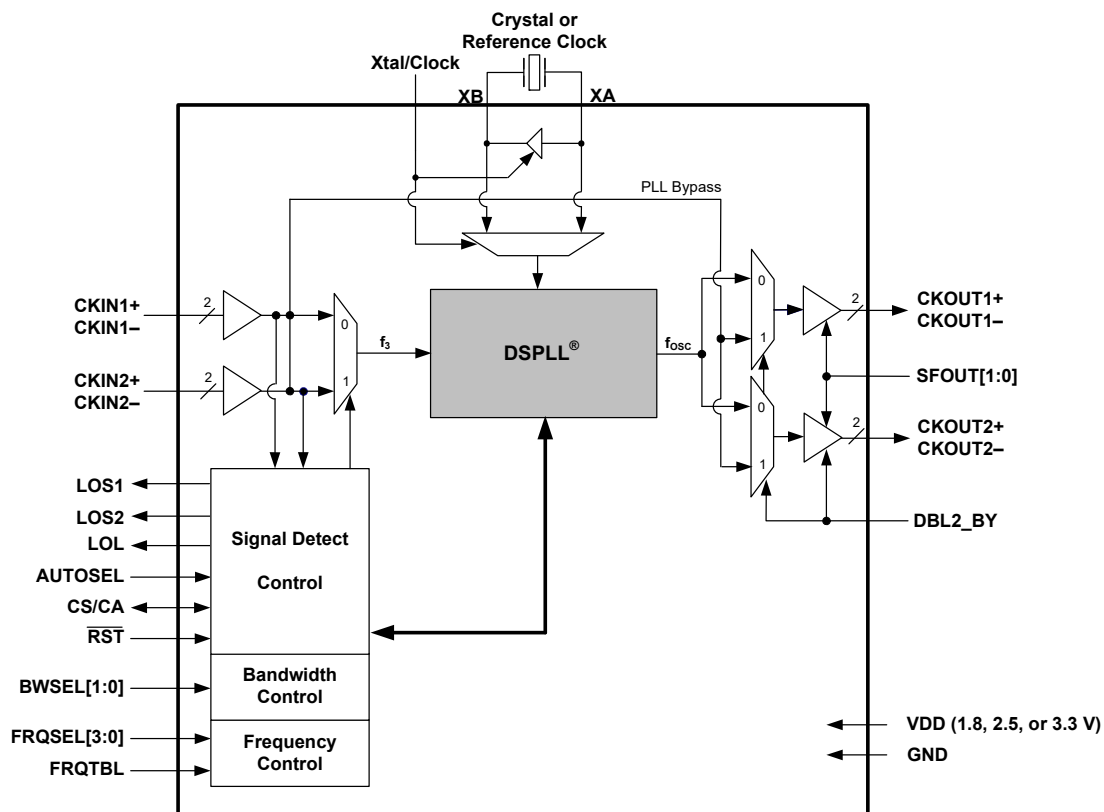 Crystal or
Reference Clock
Xtal/Clock
XB
XA
PLL Bypass
CKIN1+
CKIN1–
2
0
1
CKIN2+
CKIN2–
2
f3
DSPLL®
fOSC
0
1
2
CKOUT1+
CKOUT1–
SFOUT[1:0]
0
1
2
CKOUT2+
CKOUT2–
DBL2_BY
LOS1
LOS2
LOL
AUTOSEL
CS/CA
RST
BWSEL[1:0]
FRQSEL[3:0]
FRQTBL
Signal Detect
Control
Bandwidth
Control
Frequency
Control
VDD (1.8, 2.5, or 3.3 V)
GND